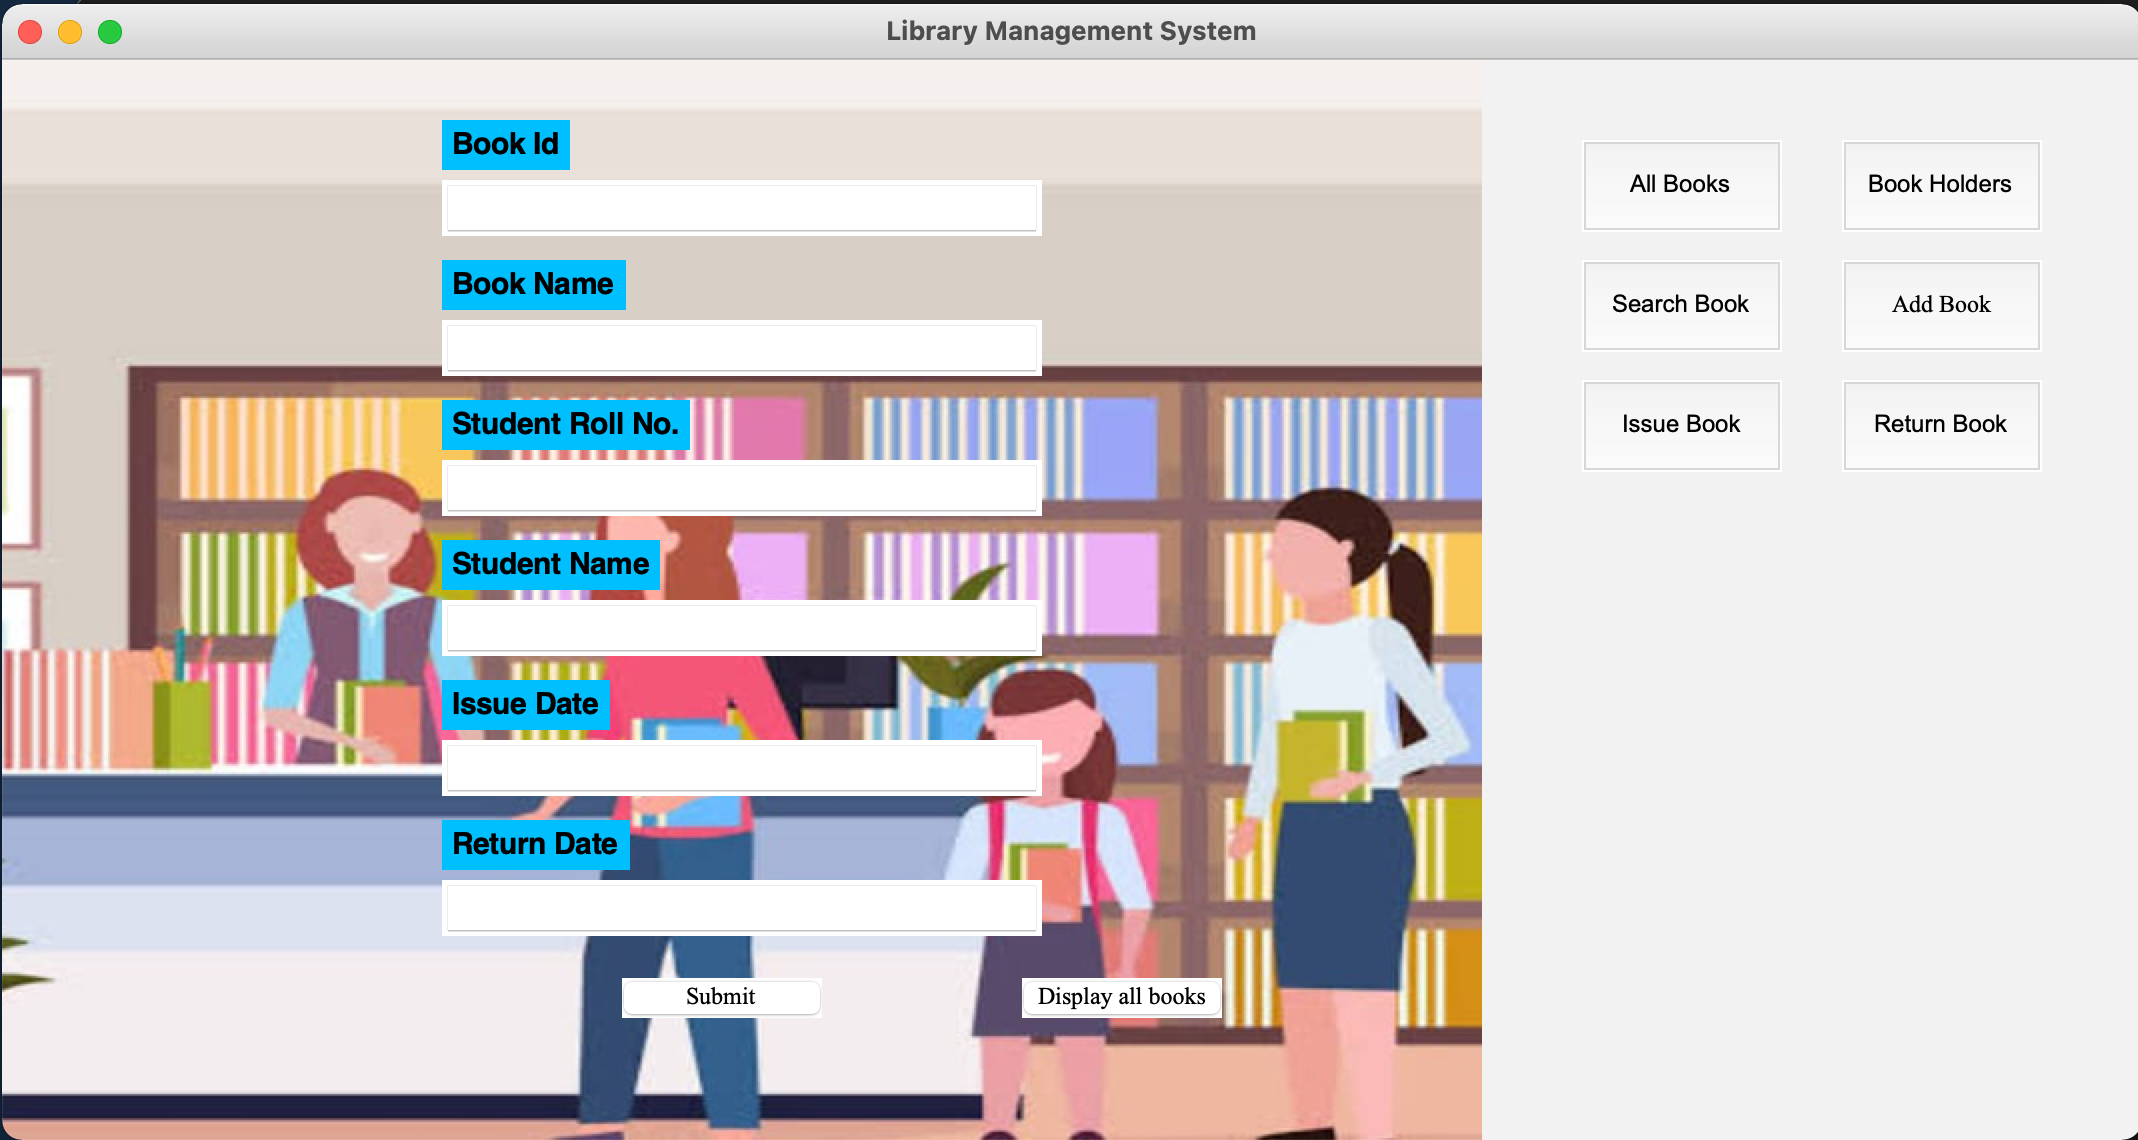 Library Management System
Book Id
Book Name
Student Roll No.
Student Name
Issue Date
Return Date
Submit
Display all books
All Books
Book Holders
Search Book
Add Book
Issue Book
Return Book